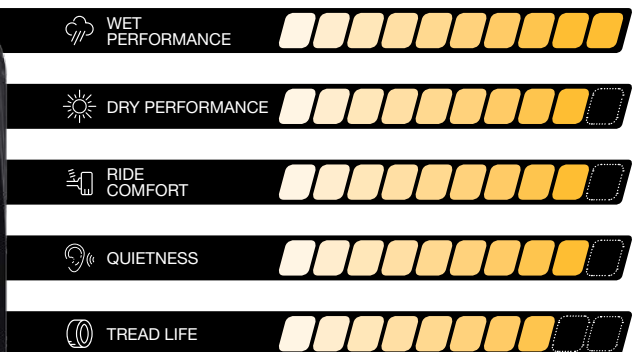 WET
PERFORMANCE
DRY PERFORMANCE
RIDE
COMFORT
QUIETNESS
TREAD LIFE